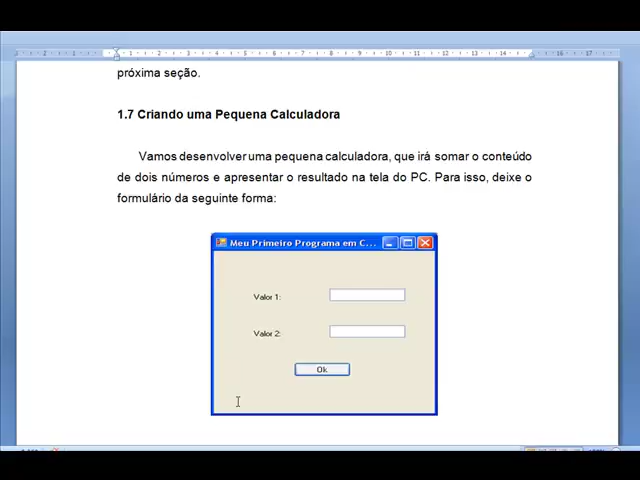 próxima seção.
1.7 Criando uma Pequena Calculadora
Vamos desenvolver uma pequena calculadora, que irá somar o conteúdo
de dois números e apresentar o resultado na tela do PC. Para isso, deixe o
formulário da seguinte forma:
Meu Primeiro Programa em C...
Valor 1:
Valor 2:
Ok